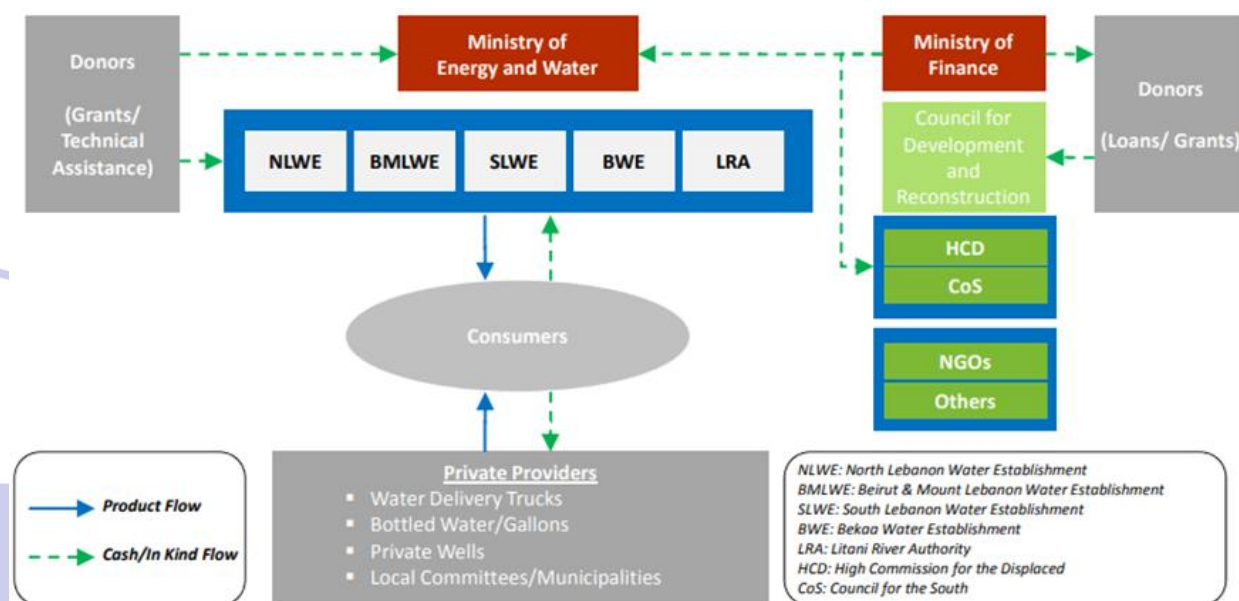 Donors
(Grants/
Technical
Assistance)
Ministry of
Energy and Water
Ministry of
Finance
Donors
(Loans/ Grants)
Council for
Development
and
Reconstruction
NLWE
BMLWE
SLWE
BWE
LRA
HCD
CoS
Consumers
NGOs
Others
Product Flow
Cash/In Kind Flow
Private Providers
▪ Water Delivery Trucks
▪ Bottled Water/Gallons
▪ Private Wells
▪ Local Committees/Municipalities
NLWE: North Lebanon Water Establishment
BMLWE: Beirut & Mount Lebanon Water Establishment
SLWE: South Lebanon Water Establishment
BWE: Bekaa Water Establishment
LRA: Litani River Authority
HCD: High Commission for the Displaced
CoS: Council for the South